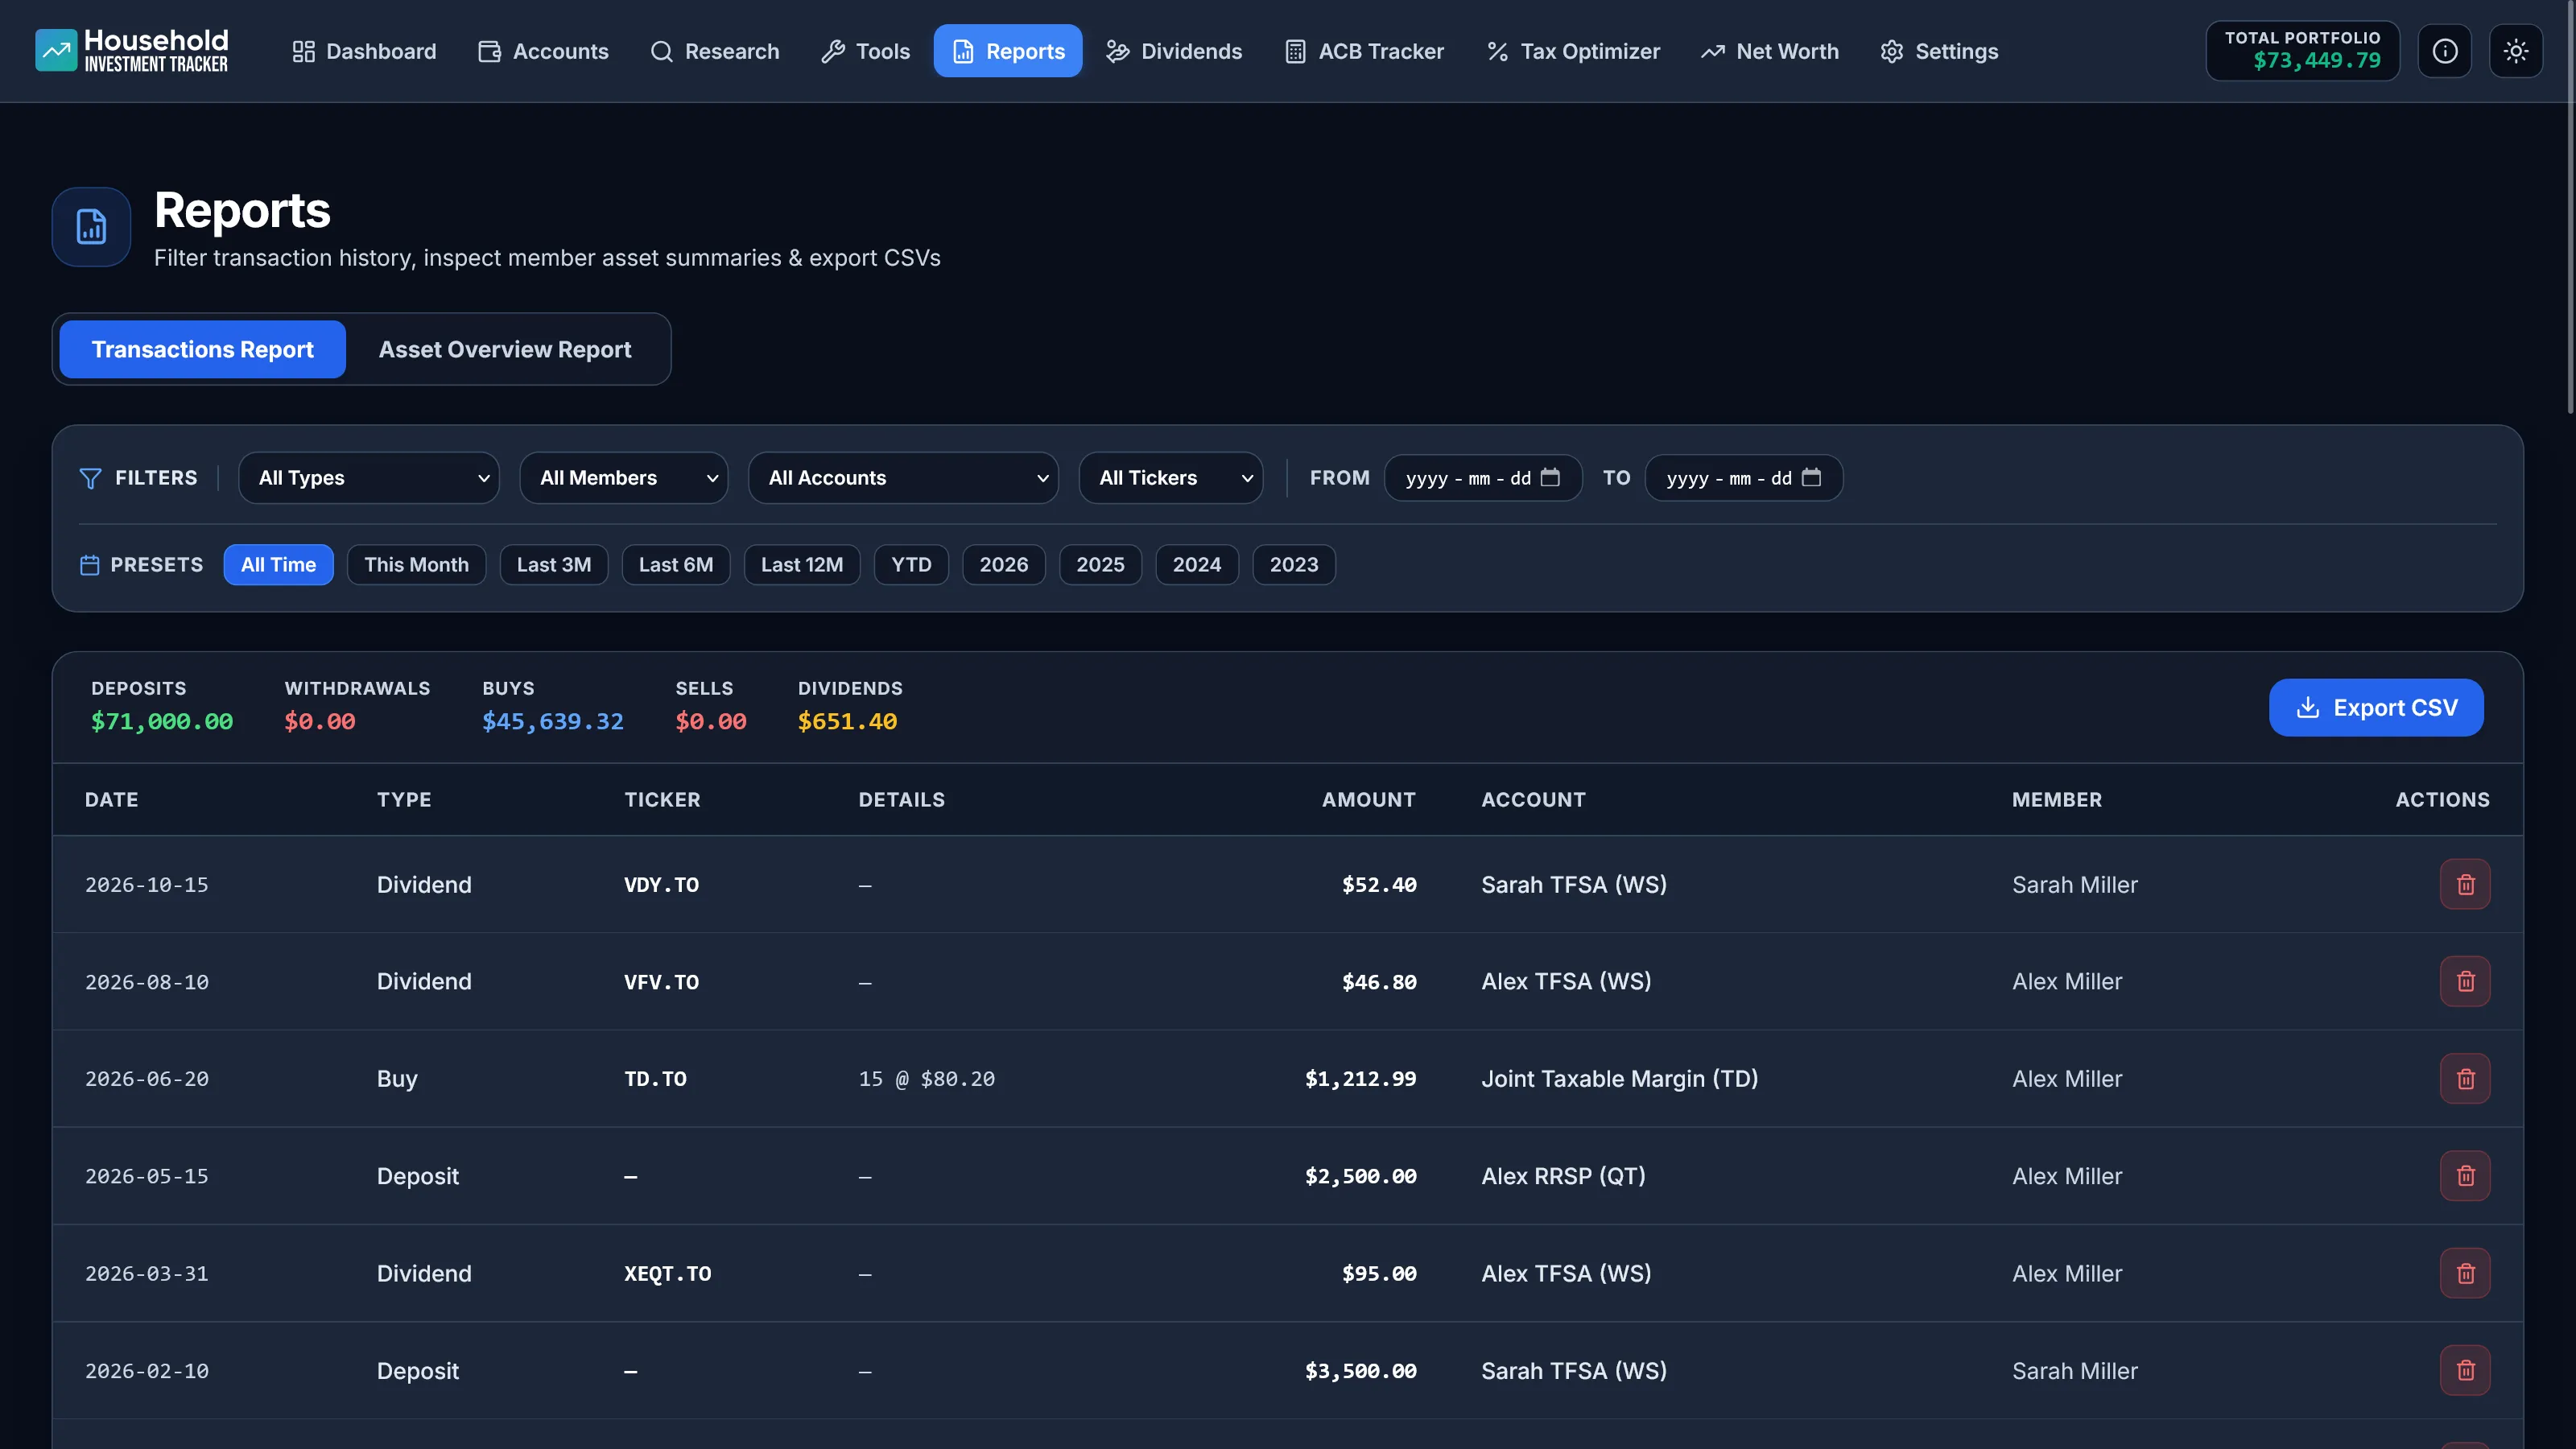 Household
INVESTMENT TRACKER
Dashboard
Accounts
Research
Tools
Reports
Dividends
ACB Tracker
Tax Optimizer
Net Worth
Settings
TOTAL PORTFOLIO
$73,449.79
Reports
Filter transaction history, inspect member asset summaries & export CSVs
Transactions Report
Asset Overview Report
FILTERS
All Types
All Members
All Accounts
All Tickers
FROM
yyyy-mm-dd
TO
yyyy-mm-dd
PRESETS
All Time
This Month
Last 3M
Last 6M
Last 12M
YTD
2026
2025
2024
2023
DEPOSITS
$71,000.00
WITHDRAWALS
$0.00
BUYS
$45,639.32
SELLS
$0.00
DIVIDENDS
$651.40
Export CSV
DATE TYPE TICKER DETAILS AMOUNT ACCOUNT MEMBER ACTIONS
2026-10-15 Dividend VDY.TO — $52.40 Sarah TFSA (WS) Sarah Miller
2026-08-10 Dividend VFV.TO — $46.80 Alex TFSA (WS) Alex Miller
2026-06-20 Buy TD.TO 15 @ $80.20 $1,212.99 Joint Taxable Margin (TD) Alex Miller
2026-05-15 Deposit — — $2,500.00 Alex RRSP (QT) Alex Miller
2026-03-31 Dividend XEQT.TO — $95.00 Alex TFSA (WS) Alex Miller
2026-02-10 Deposit — — $3,500.00 Sarah TFSA (WS) Sarah Miller